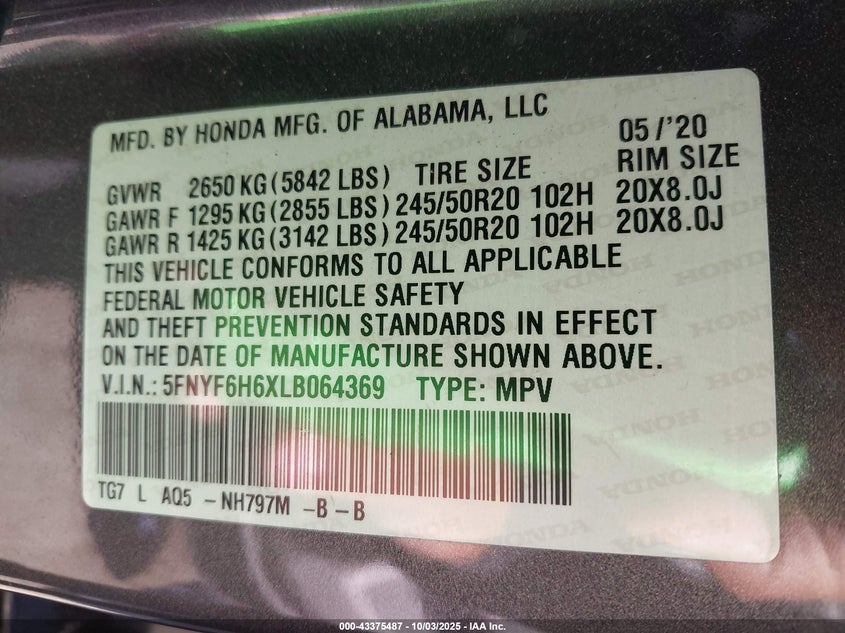 MFD. BY HONDA MFG. OF ALABAMA, LLC 05/'20
GVWR 2650 KG (5842 LBS) TIRE SIZE RIM SIZE
GAWR F 1295 KG (2855 LBS) 245/50R20 102H 20X8.0J
GAWR R 1425 KG (3142 LBS) 245/50R20 102H 20X8.0J
THIS VEHICLE CONFORMS TO ALL APPLICABLE
FEDERAL MOTOR VEHICLE SAFETY
AND THEFT PREVENTION STANDARDS IN EFFECT
ON THE DATE OF MANUFACTURE SHOWN ABOVE.
V.I.N.: 5FNYF6H6XLB064369 TYPE: MPV
TG7 L AQ5 - NH797M - B - B
000-43375487 - 10/03/2025 - IAA Inc.